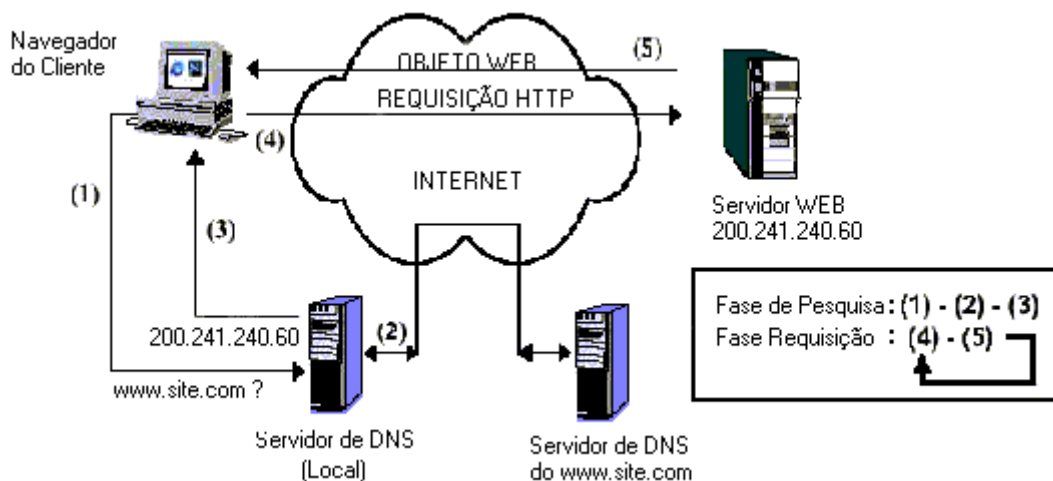 Navegador
do Cliente
(5)
OBJETO WEB
REQUISIÇÃO HTTP
(4)
(1)
INTERNET
(3)
Servidor WEB
200.241.240.60
Fase de Pesquisa : (1) - (2) - (3)
Fase Requisição : (4) - (5)
200.241.240.60
(2)
www.site.com ?
Servidor de DNS
(Local)
Servidor de DNS
do www.site.com